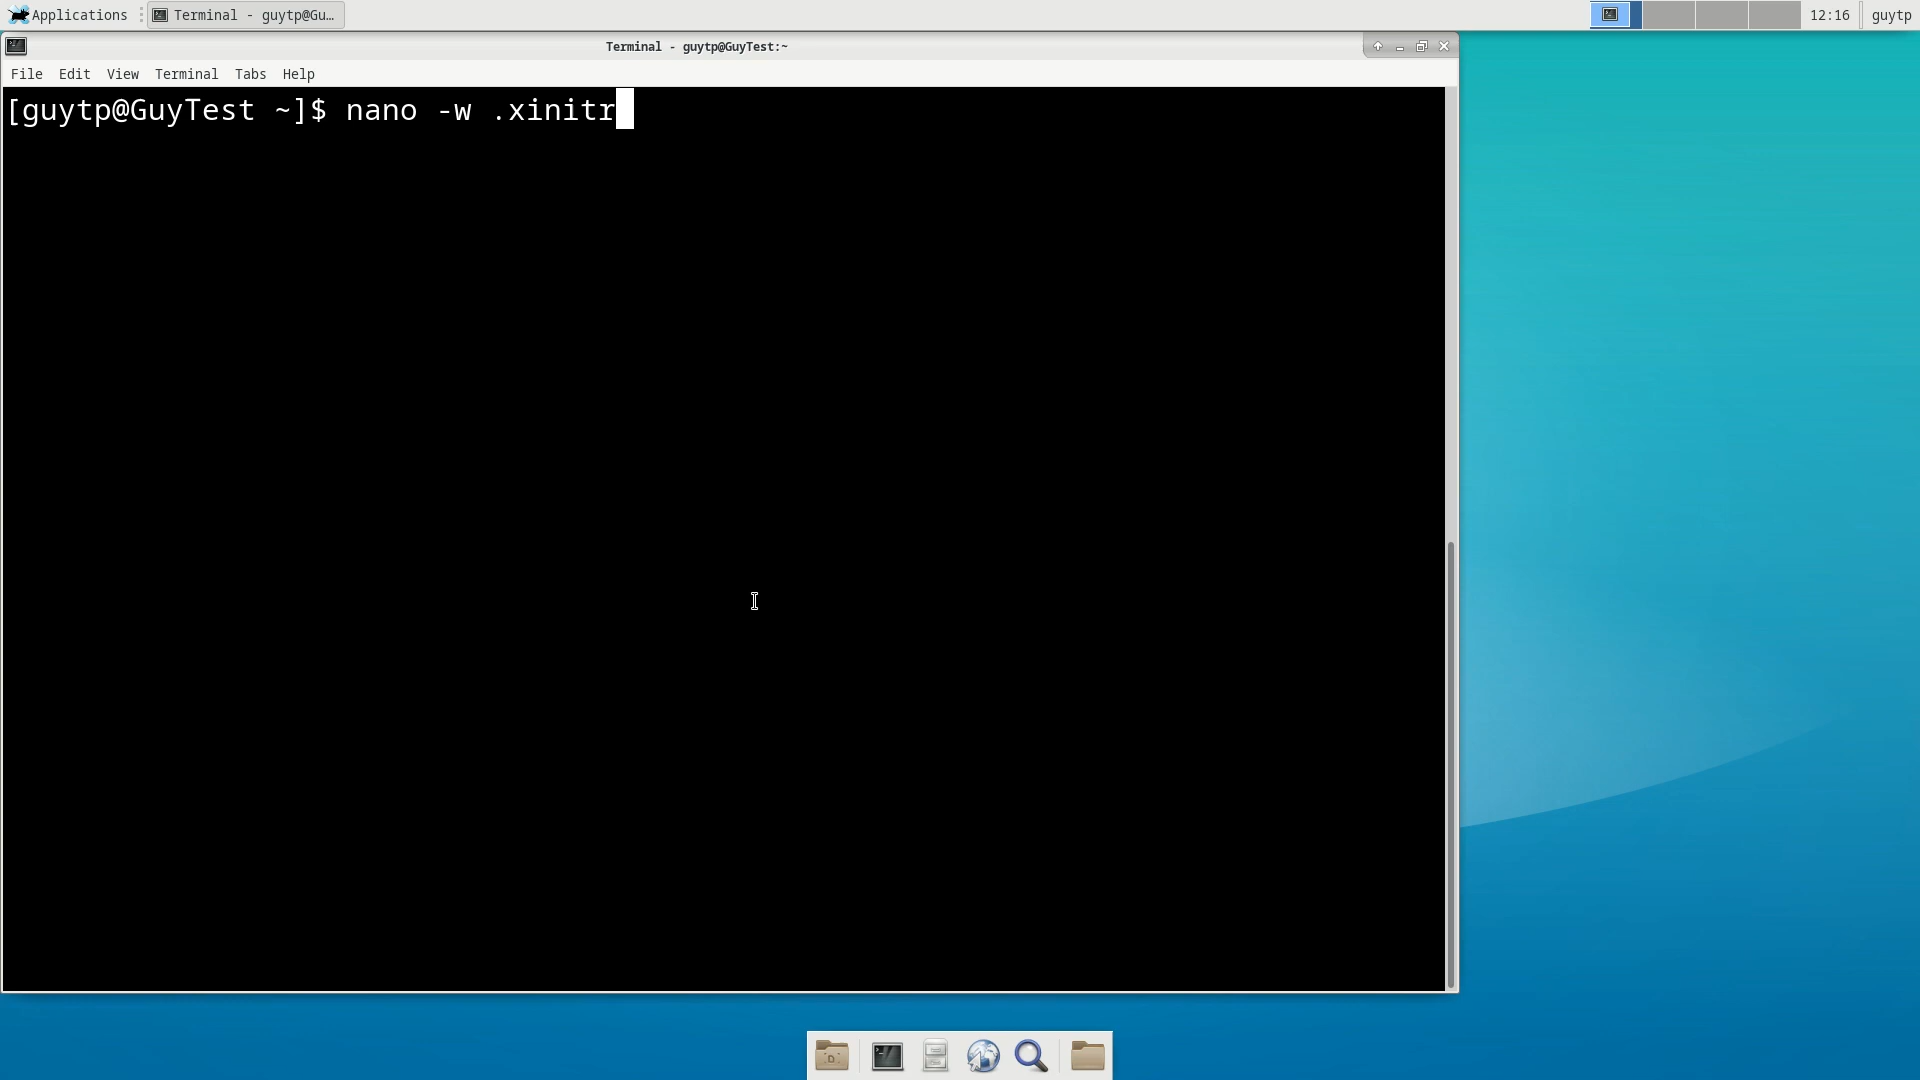 Applications
Terminal - guytp@Gu...
12:16
guytp
Terminal - guytp@GuyTest:~
File Edit View Terminal Tabs Help
[guytp@GuyTest ~]$ nano -w .xinitr